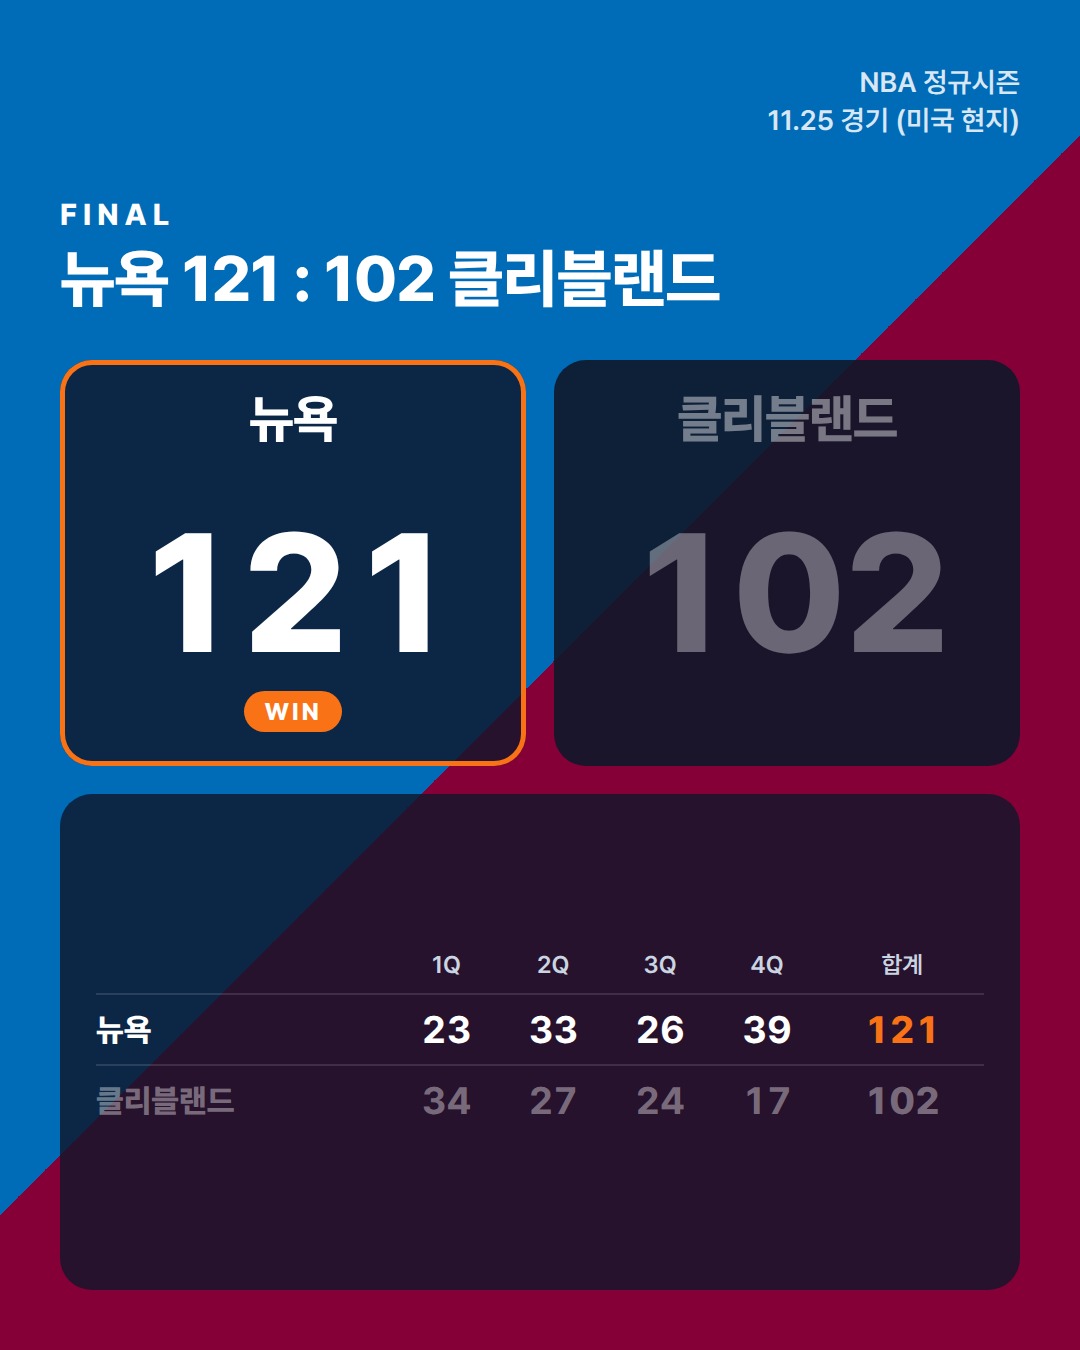 NBA 정규시즌
11.25 경기 (미국 현지)
FINAL
뉴욕 121 : 102 클리블랜드
뉴욕
121
WIN
클리블랜드
102
1Q 2Q 3Q 4Q 합계
뉴욕 23 33 26 39 121
클리블랜드 34 27 24 17 102